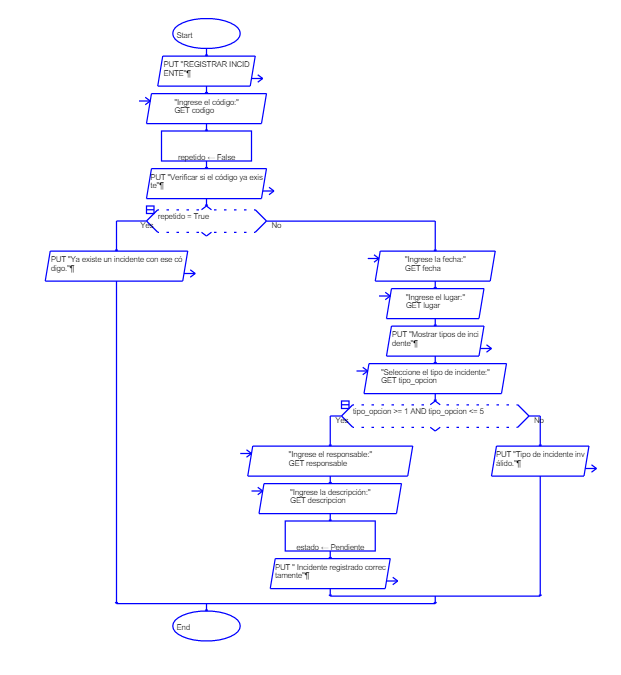 Start
PUT "REGISTRAR INCID
ENTE"¶
"Ingrese el código:"
GET codigo
repetido ← False
PUT "Verificar si el código ya exis
te"¶
repetido = True
Yes
No
PUT "Ya existe un incidente con ese có
digo."¶
"Ingrese la fecha:"
GET fecha
"Ingrese el lugar:"
GET lugar
PUT "Mostrar tipos de inci
dente"¶
"Seleccione el tipo de incidente:"
GET tipo_opcion
tipo_opcion >= 1 AND tipo_opcion <= 5
Yes
No
"Ingrese el responsable:"
GET responsable
PUT "Tipo de incidente inv
álido."¶
"Ingrese la descripción:"
GET descripcion
estado ← Pendiente
PUT " Incidente registrado correc
tamente"¶
End